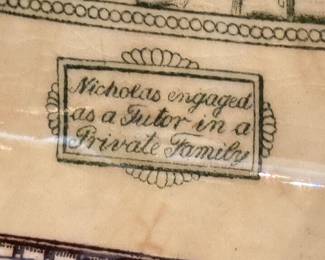 Nicholas engaged
as a Tutor in a
Private Family